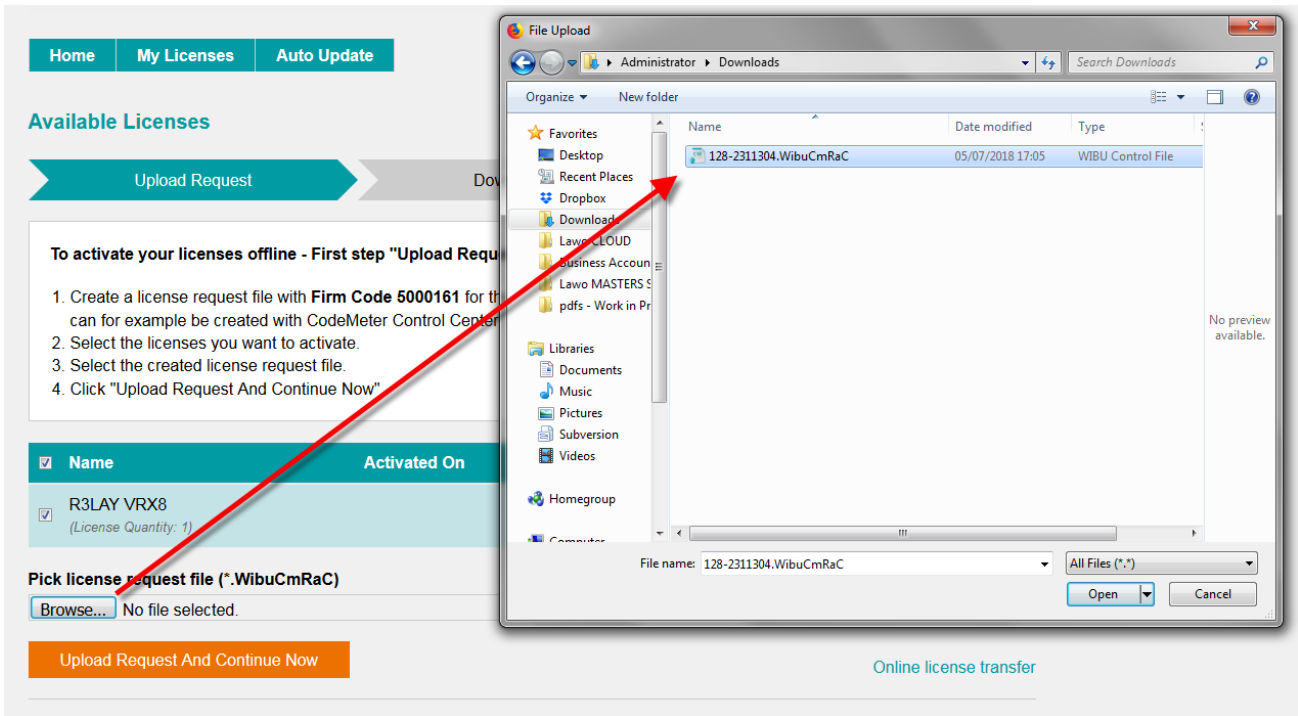 Home
My Licenses
Auto Update
Available Licenses
Upload Request
To activate your licenses offline - First step "Upload
1. Create a license request file with Firm Code 5000161 for
can for example be created with CodeMeter Control Center
2. Select the licenses you want to activate.
3. Select the created license request file.
4. Click "Upload Request And Continue Now"
Name
Activated On
R3LAY VRX8
(License Quantity: 1)
Pick license request file (*.WibuCmRaC)
Browse... No file selected.
Upload Request And Continue Now
Online license transfer
File Upload
Administrator
Downloads
Search Downloads
Organize
New folder
Favorites
Desktop
Recent Places
Dropbox
Downloads
Lawo CLOUD
Business Accoun
Lawo MASTERS S
pdfs - Work in Pr
Libraries
Documents
Music
Pictures
Subversion
Videos
Homegroup
Computer
Name
Date modified
Type
128-2311304.WibuCmRaC
05/07/2018 17:05
WIBU Control File
No preview
available.
File name:
128-2311304.WibuCmRaC
All Files (*.*)
Open
Cancel